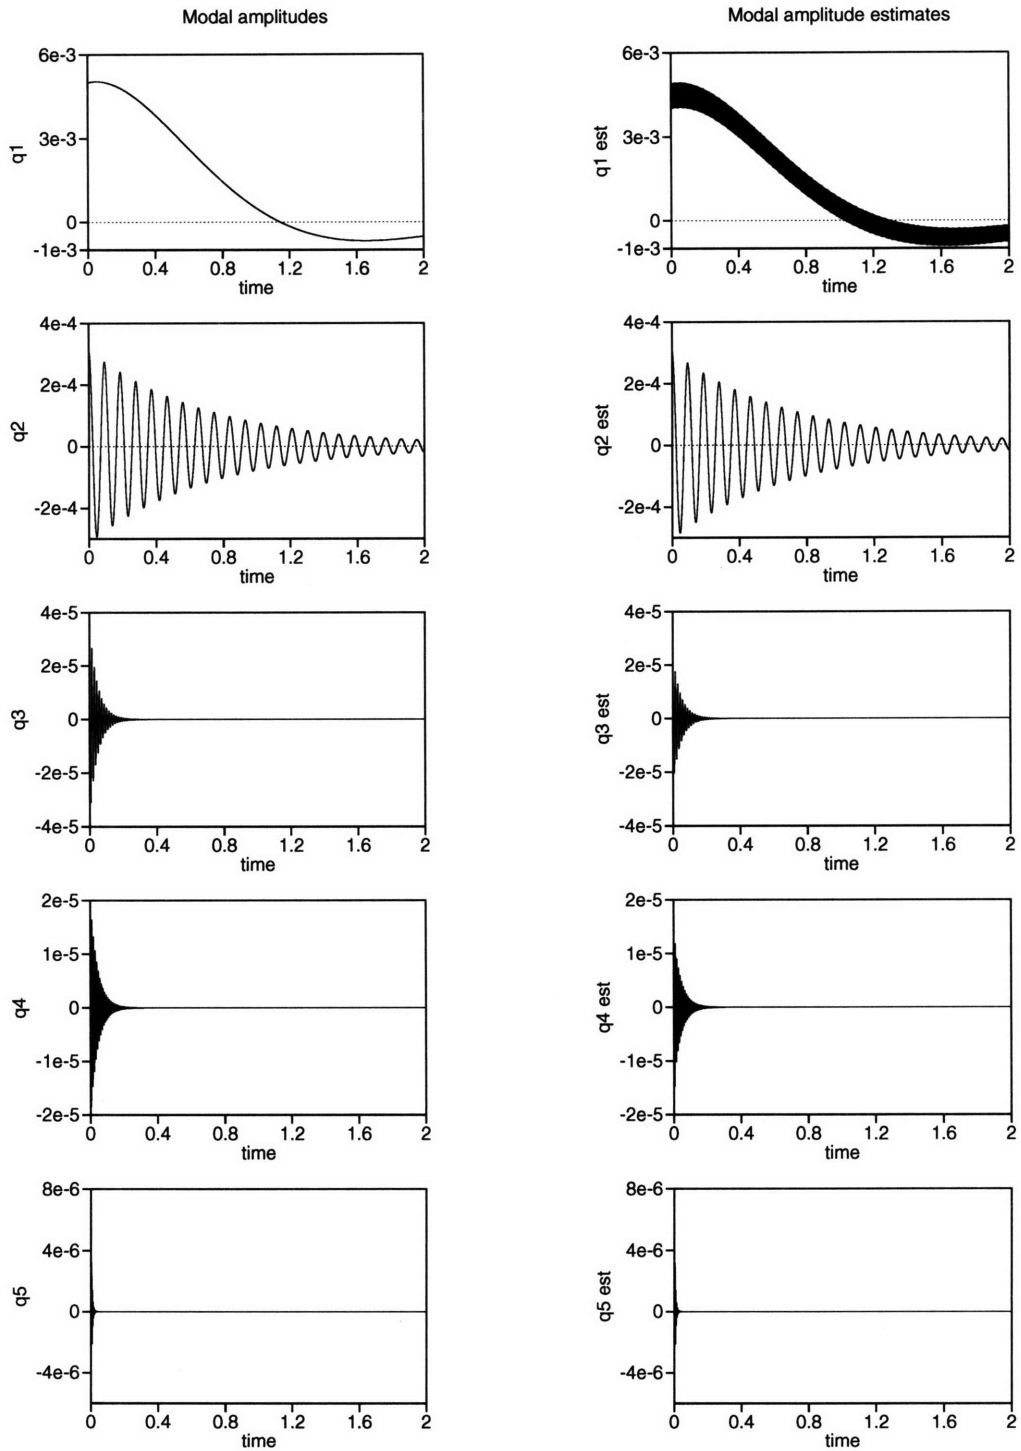 Modal amplitudes
Modal amplitude estimates
6e-3
3e-3
0
-1e-3
q1
0 0.4 0.8 1.2 1.6 2
time
6e-3
3e-3
0
-1e-3
q1 est
0 0.4 0.8 1.2 1.6 2
time
4e-4
2e-4
0
-2e-4
q2
0 0.4 0.8 1.2 1.6 2
time
4e-4
2e-4
0
-2e-4
q2 est
0 0.4 0.8 1.2 1.6 2
time
4e-5
2e-5
0
-2e-5
-4e-5
q3
0 0.4 0.8 1.2 1.6 2
time
4e-5
2e-5
0
-2e-5
-4e-5
q3 est
0 0.4 0.8 1.2 1.6 2
time
2e-5
1e-5
0
-1e-5
-2e-5
q4
0 0.4 0.8 1.2 1.6 2
time
2e-5
1e-5
0
-1e-5
-2e-5
q4 est
0 0.4 0.8 1.2 1.6 2
time
8e-6
4e-6
0
-4e-6
q5
0 0.4 0.8 1.2 1.6 2
time
8e-6
4e-6
0
-4e-6
q5 est
0 0.4 0.8 1.2 1.6 2
time